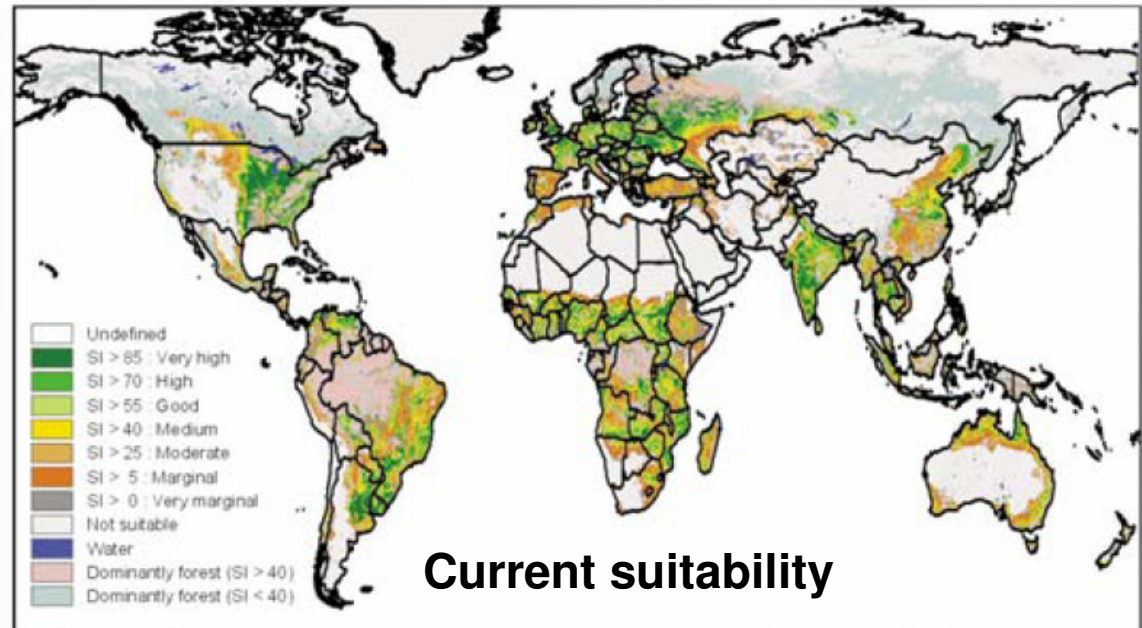 Undefined
SI > 85 : Very high
SI > 70 : High
SI > 55 : Good
SI > 40 : Medium
SI > 25 : Moderate
SI > 5 : Marginal
SI > 0 : Very marginal
Not suitable
Water
Dominantly forest (SI > 40)
Dominantly forest (SI < 40)
Current suitability